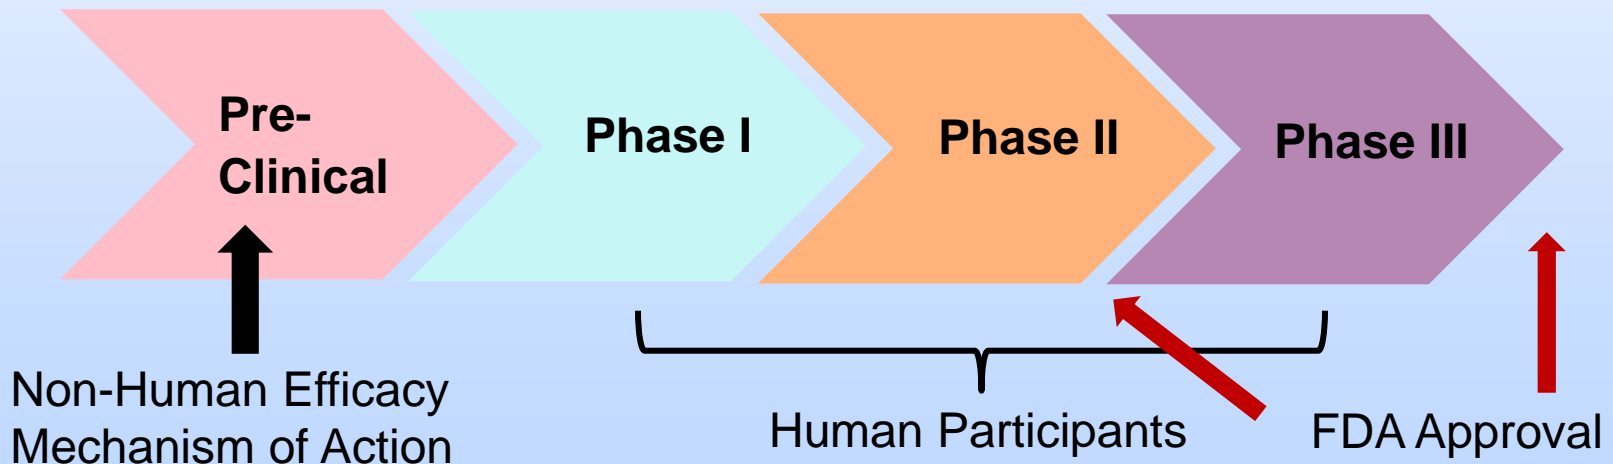 Pre-
Clinical
Phase I
Phase II
Phase III
Non-Human Efficacy
Mechanism of Action
Human Participants
FDA Approval